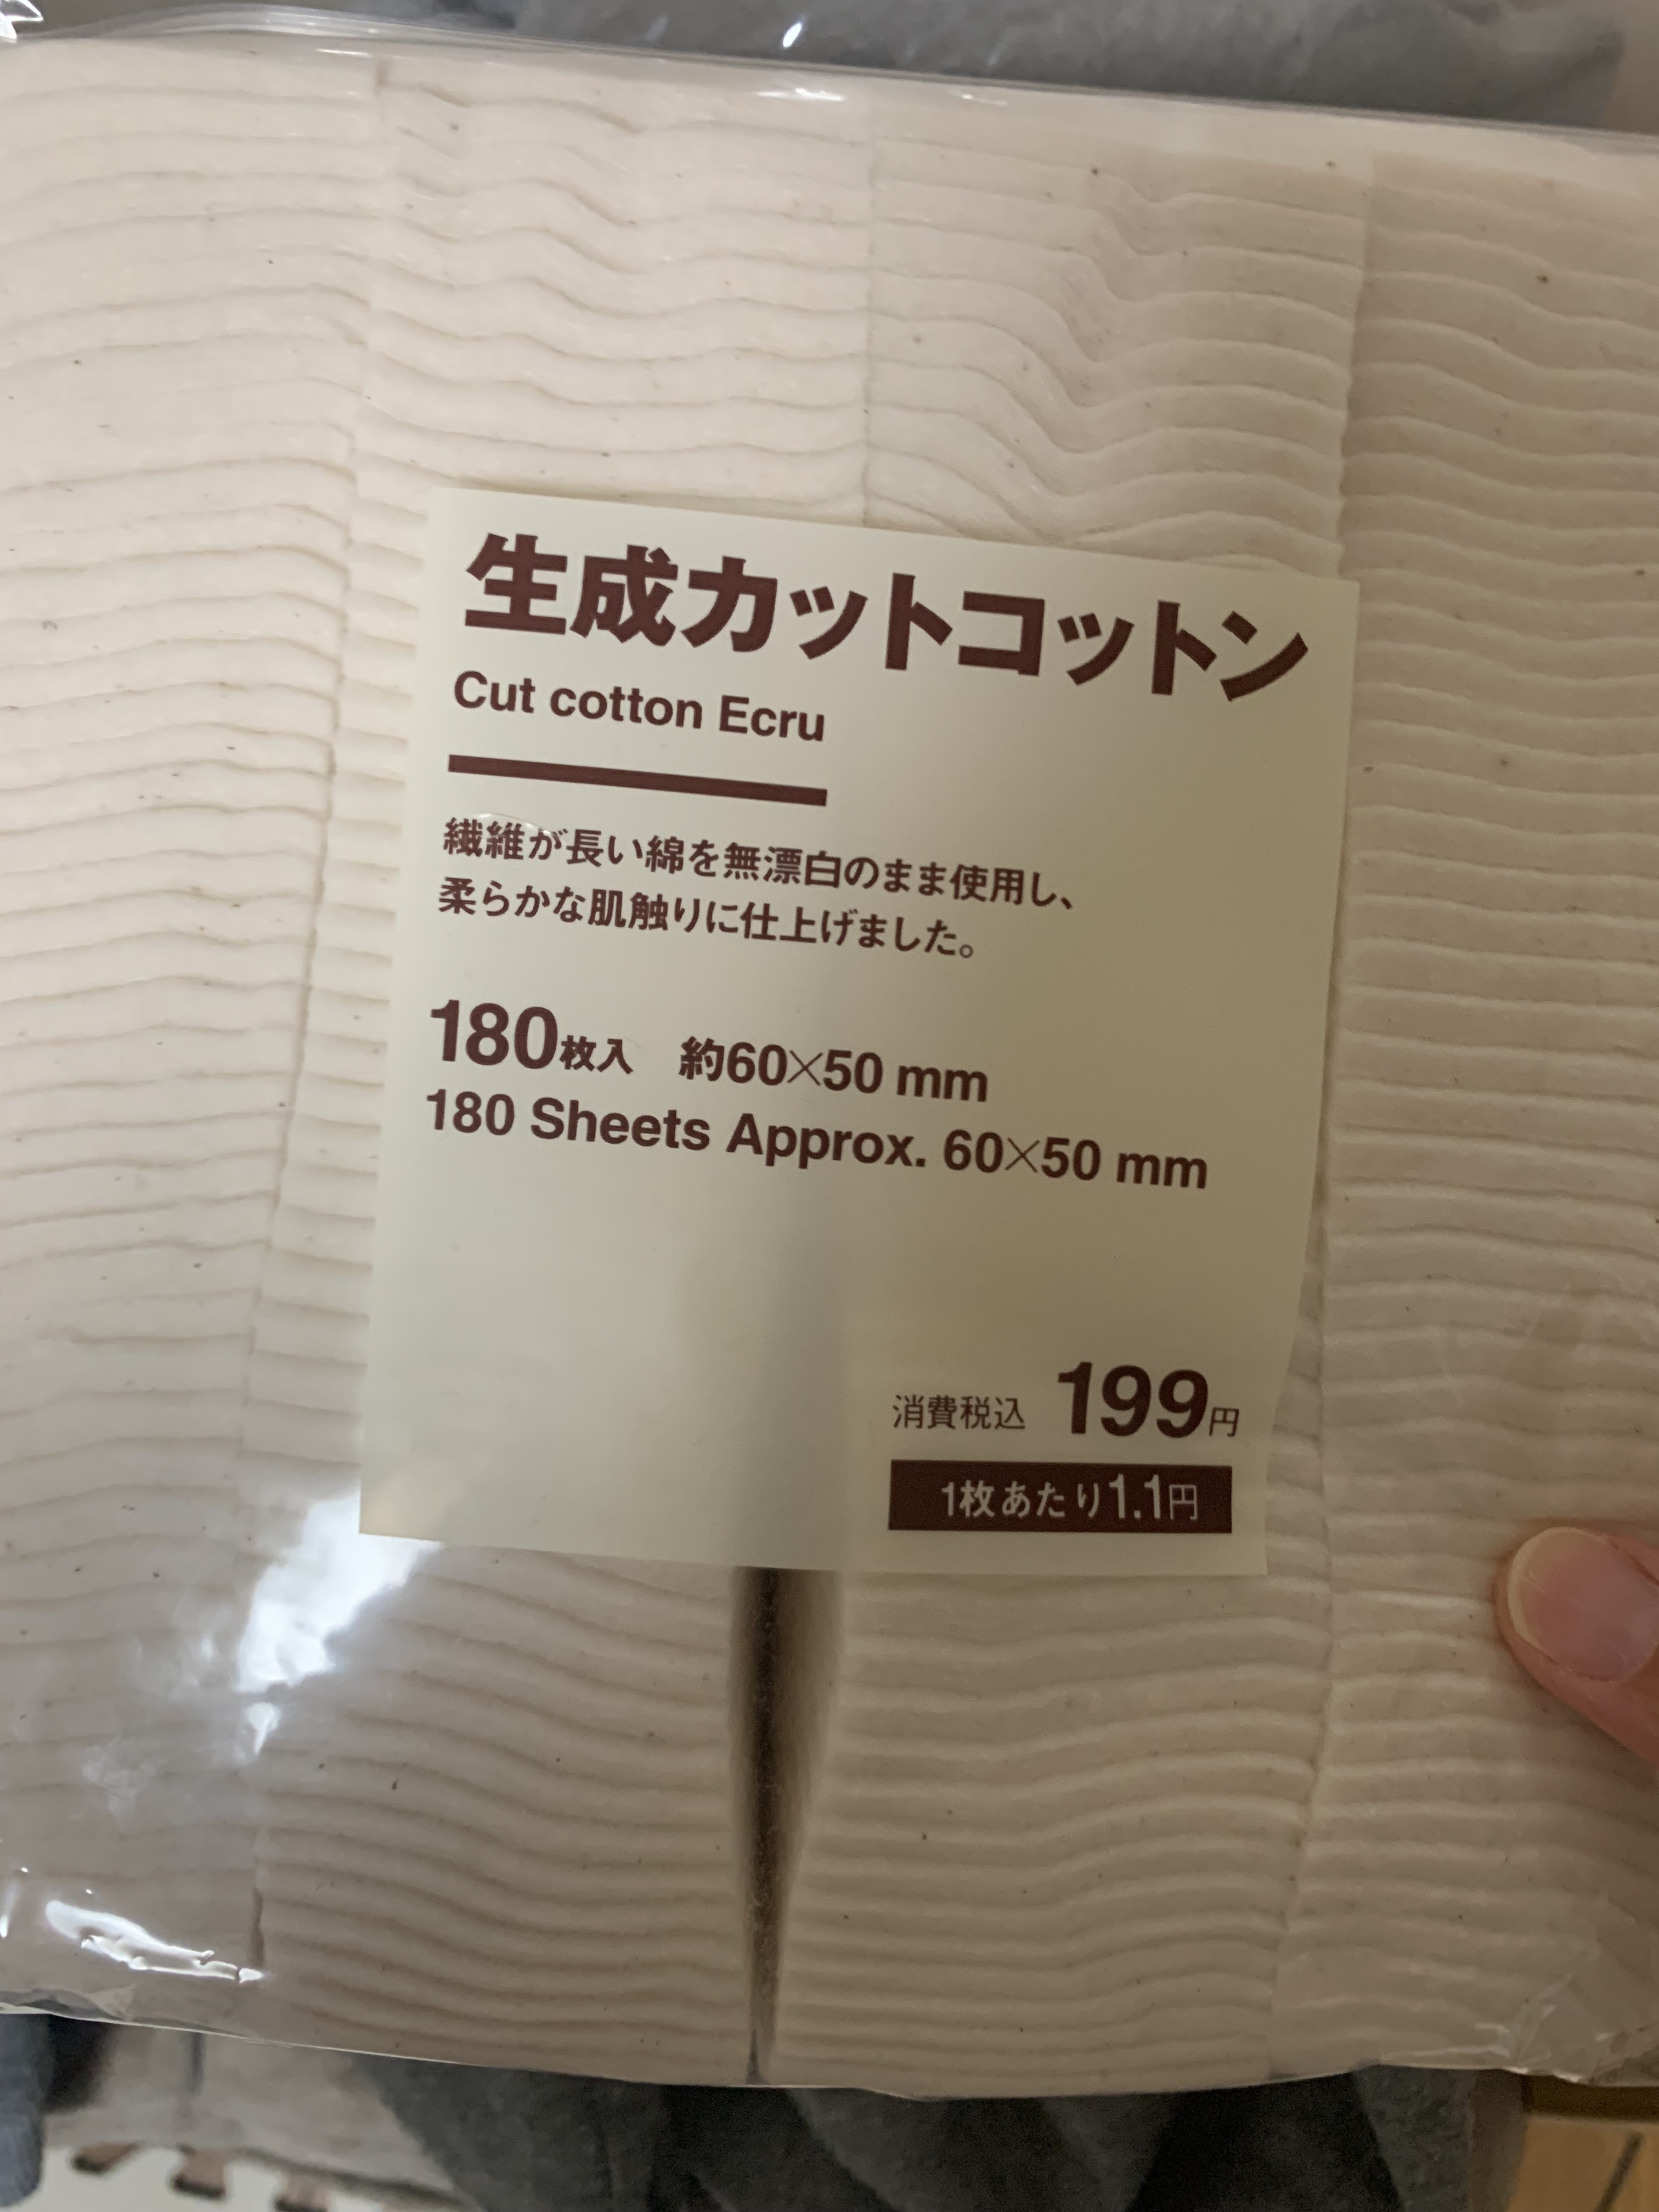 生成カットコットン
Cut cotton Ecru
繊維が長い綿を無漂白のまま使用し、
柔らかな肌触りに仕上げました。
180枚入　約60×50 mm
180 Sheets Approx. 60×50 mm
消費税込 199円
1枚あたり1.1円